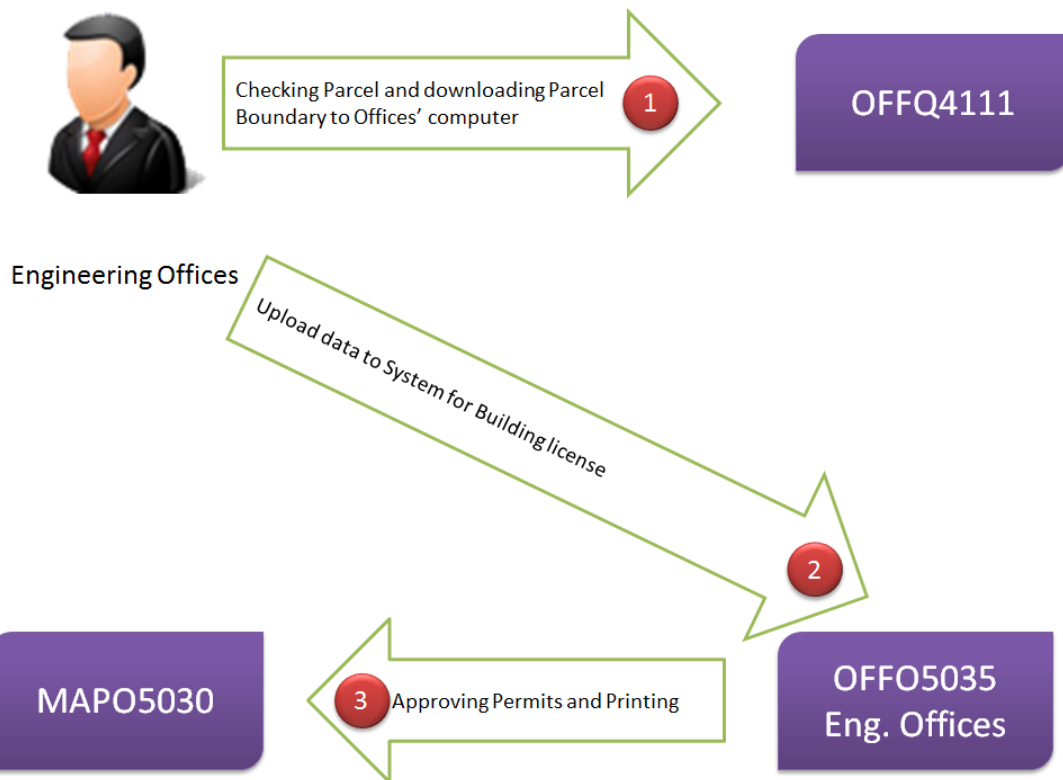 Checking Parcel and downloading Parcel
Boundary to Offices' computer
1
OFFQ4111
Engineering Offices
Upload data to System for Building license
2
MAPO5030
3
Approving Permits and Printing
OFFO5035
Eng. Offices